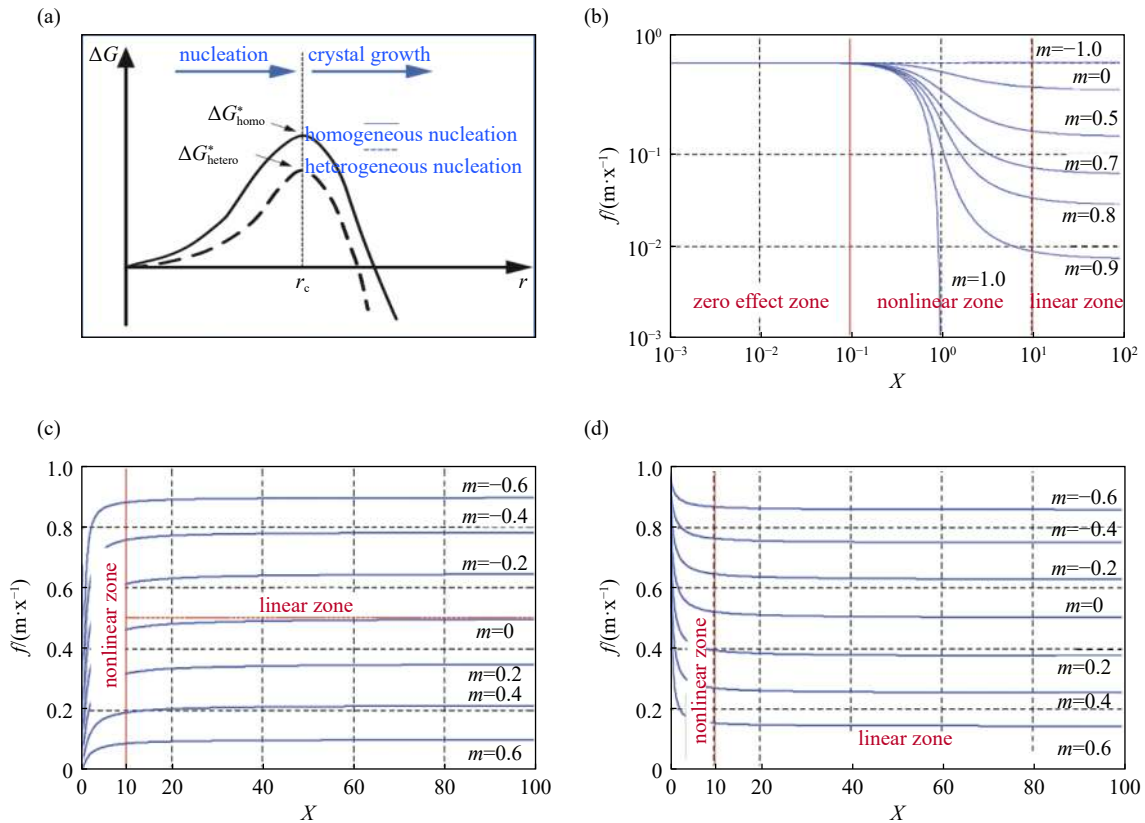 (a)
ΔG
nucleation
crystal growth
ΔG*homo
homogeneous nucleation
ΔG*hetero
heterogeneous nucleation
rc
r
(b)
f/(m·x⁻¹)
10⁰
10⁻¹
10⁻²
10⁻³
m=−1.0
m=0
m=0.5
m=0.7
m=0.8
m=0.9
m=1.0
zero effect zone
nonlinear zone
linear zone
10⁻³
10⁻²
10⁻¹
10⁰
10¹
10²
X
(c)
f/(m·x⁻¹)
1.0
0.8
0.6
0.4
0.2
0
m=−0.6
m=−0.4
m=−0.2
linear zone
m=0
m=0.2
m=0.4
m=0.6
nonlinear zone
0
10
20
40
60
80
100
X
(d)
f/(m·x⁻¹)
1.0
0.8
0.6
0.4
0.2
0
m=−0.6
m=−0.4
m=−0.2
m=0
m=0.2
m=0.4
m=0.6
nonlinear zone
linear zone
0
10
20
40
60
80
100
X